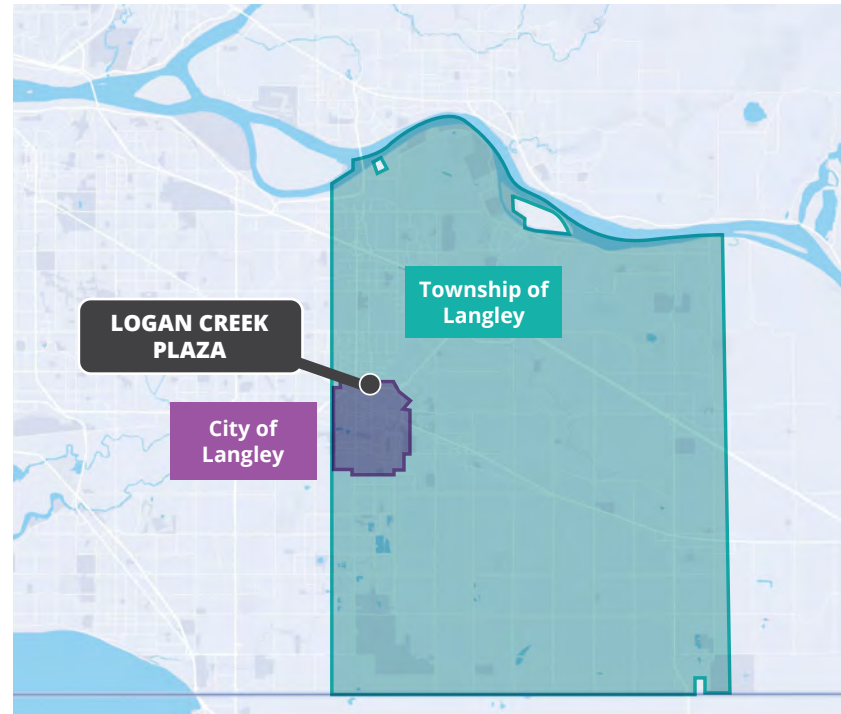 Township of
Langley
LOGAN CREEK
PLAZA
City of
Langley